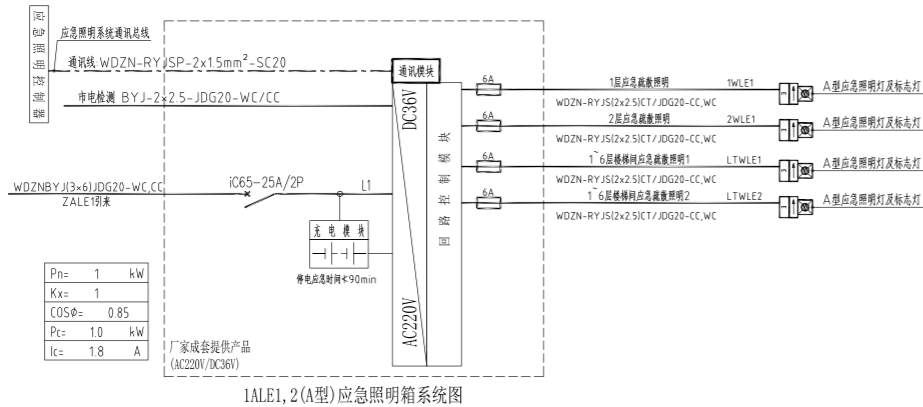 应急照明控制器
应急照明系统通讯总线
通讯线:WDZN-RYJSP-2x1.5mm²-SC20
市电检测 BYJ-2×2.5-JDG20-WC/CC
WDZNBYJ(3×6)JDG20-WC,CC
ZALE1引来
iC65-25A/2P
L1
充电模块
停电应急时间≮90min
通讯模块
DC36V
AC220V
回路控制模块
6A
1层应急疏散照明
1WLE1
WDZN-RYJS(2x2.5)CT/JDG20-CC,WC
A型应急照明灯及标志灯
6A
2层应急疏散照明
2WLE1
WDZN-RYJS(2x2.5)CT/JDG20-CC,WC
A型应急照明灯及标志灯
6A
1~6层楼梯间应急疏散照明1
LTWLE1
WDZN-RYJS(2x2.5)CT/JDG20-CC,WC
A型应急照明灯及标志灯
6A
1~6层楼梯间应急疏散照明2
LTWLE2
WDZN-RYJS(2x2.5)CT/JDG20-CC,WC
A型应急照明灯及标志灯
Pn= 1 kW
Kx= 1
COSΦ= 0.85
Pc= 1.0 kW
Ic= 1.8 A
厂家成套提供产品
(AC220V/DC36V)
1ALE1,2(A型)应急照明箱系统图